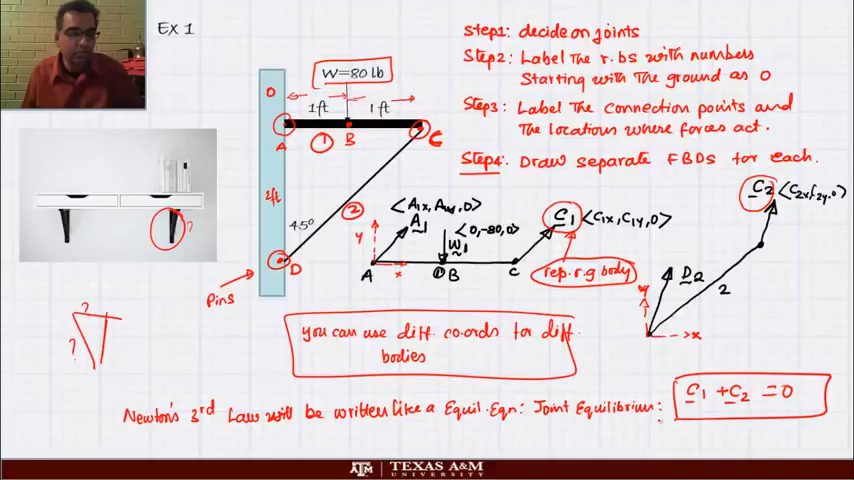 Ex 1
Step1: decide on joints
Step2: Label the r.bs with numbers
Starting with the ground as 0
Step3: Label the connection points and
the locations where forces act.
Step4: Draw separate FBDs for each.
W=80 lb
0
1ft
1ft
A
1
B
C
2ft
2
45°
D
Pins
<A1x, A1y, 0>
A1
<0,-80,0>
W1
y
x
A
1
B
C
C1
<C1x, C1y, 0>
rep. r.g body
C2
<C2x, C2y, 0>
D2
2
y
x
?
?
?
you can use diff. co.ords for diff.
bodies
Newton's 3rd Law will be written like a Equil. Eqn: Joint Equilibrium:
C1 + C2 = 0
ATM TEXAS A&M
UNIVERSITY